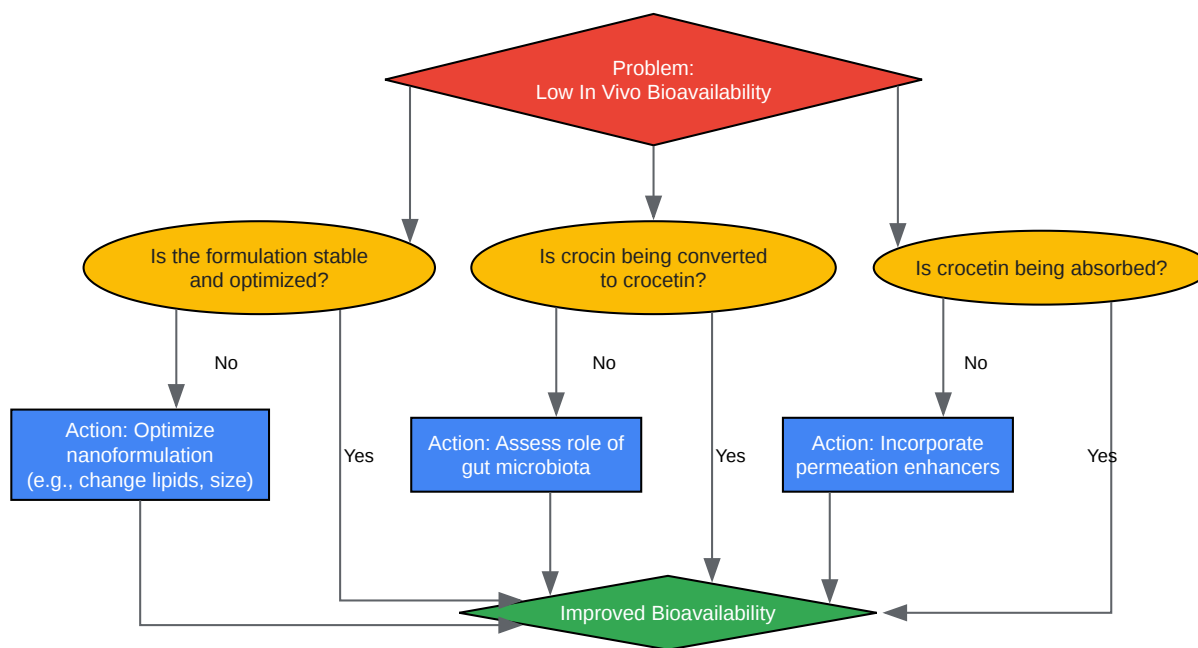 Problem:
Low In Vivo Bioavailability
Is the formulation stable
and optimized?
Is crocin being converted
to crocetin?
Is crocetin being absorbed?
No
No
No
Action: Optimize
nanoformulation
(e.g., change lipids, size)
Yes
Action: Assess role of
gut microbiota
Yes
Action: Incorporate
permeation enhancers
Yes
Improved Bioavailability